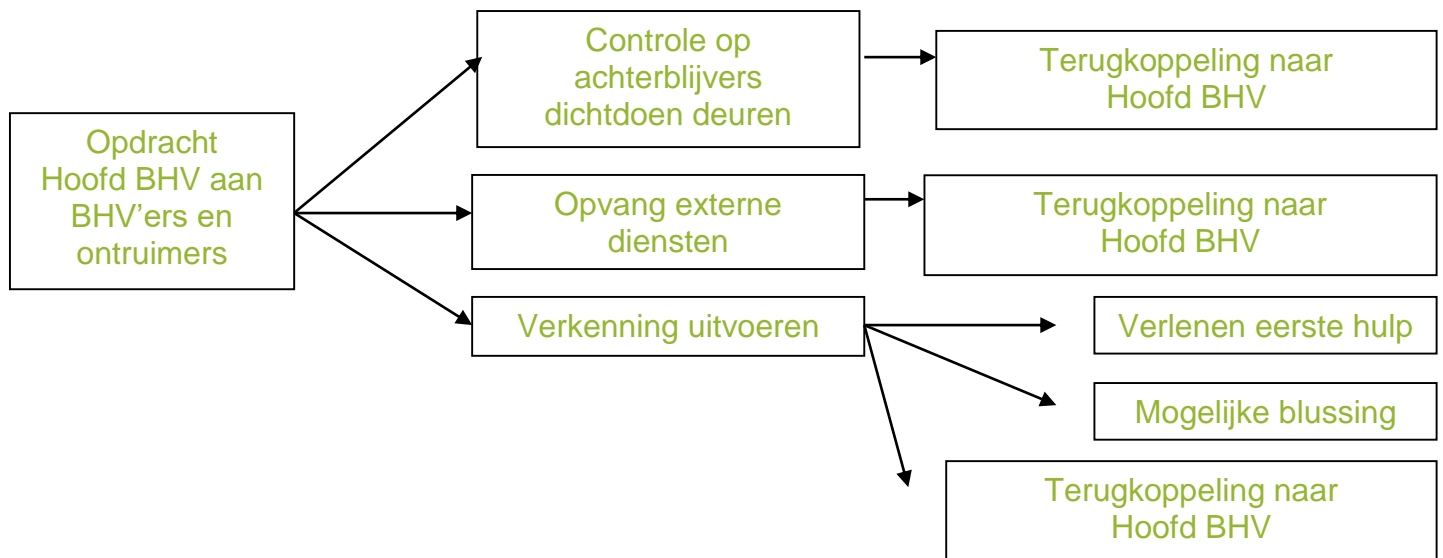 Opdracht
Hoofd BHV aan
BHV’ers en
ontruimers
Controle op
achterblijvers
dichtdoen deuren
Terugkoppeling naar
Hoofd BHV
Opvang externe
diensten
Terugkoppeling naar
Hoofd BHV
Verkenning uitvoeren
Verlenen eerste hulp
Mogelijke blussing
Terugkoppeling naar
Hoofd BHV